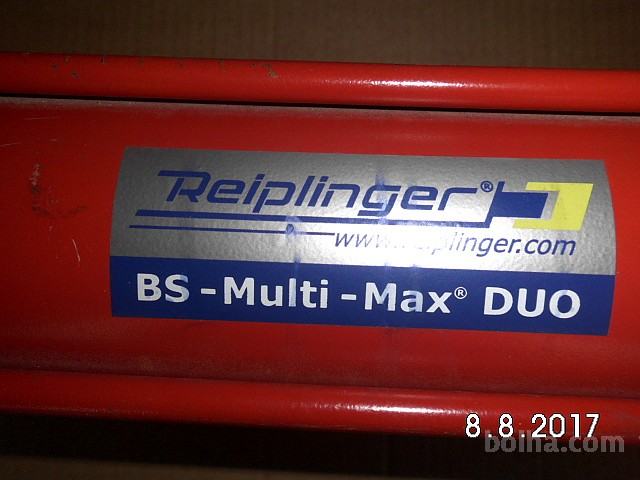 Reiplinger®
www.reiplinger.com
BS - Multi - Max® DUO
8. 8. 2017
bolha.com